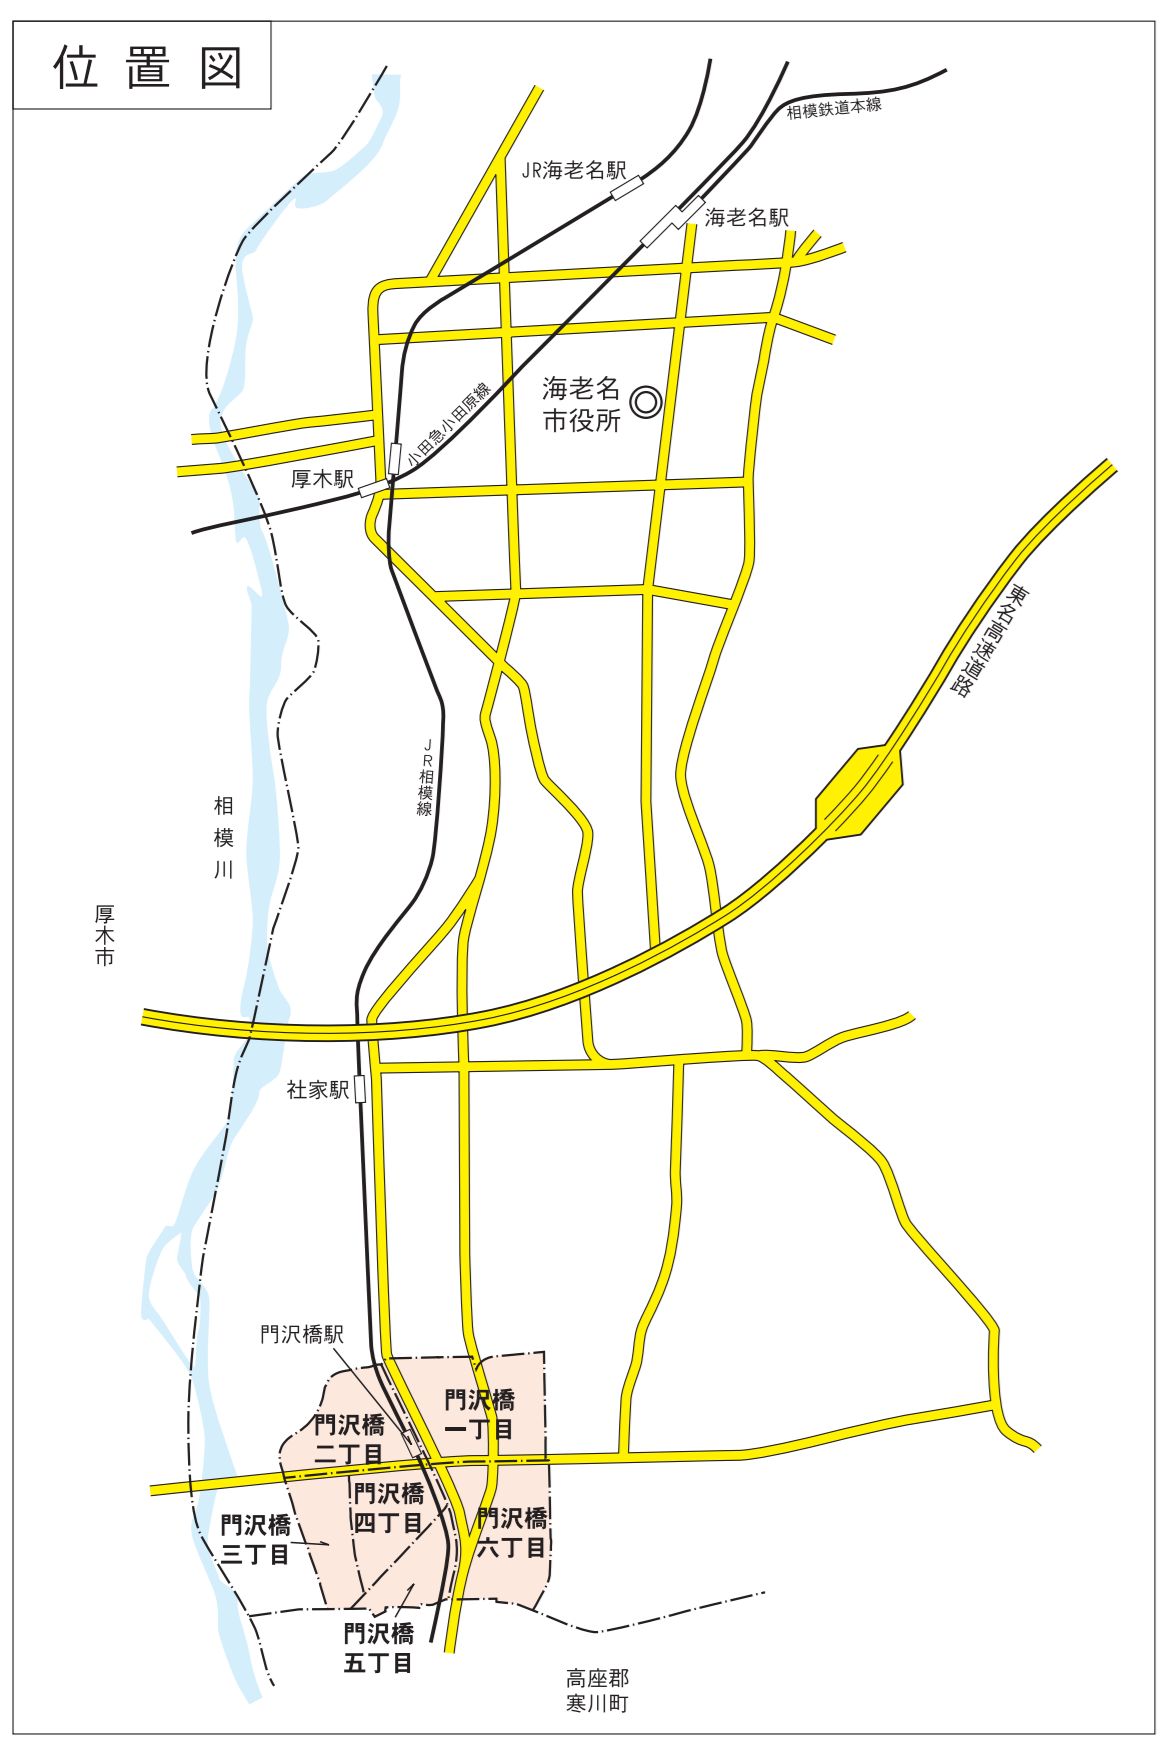 位置図
相模鉄道本線
JR海老名駅
海老名駅
海老名
市役所
小田急小田原線
厚木駅
東名高速道路
JR相模線
相模川
厚木市
社家駅
門沢橋駅
門沢橋
一丁目
門沢橋
二丁目
門沢橋
四丁目
門沢橋
三丁目
門沢橋
六丁目
門沢橋
五丁目
高座郡
寒川町